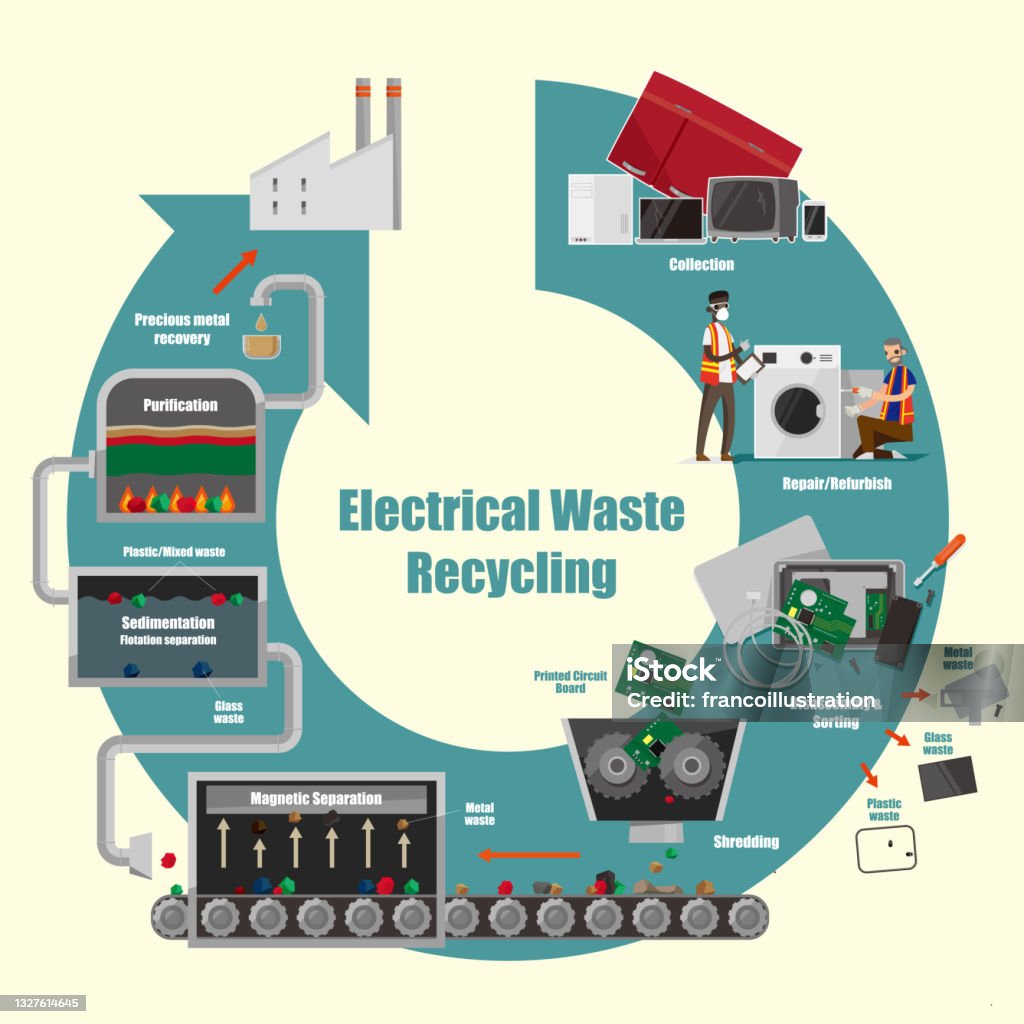 Electrical Waste
Recycling
Collection
Repair/Refurbish
Sorting
Metal
waste
Glass
waste
Plastic
waste
Printed Circuit
Board
Shredding
Magnetic Separation
Metal
waste
Glass
waste
Sedimentation
Flotation separation
Plastic/Mixed waste
Purification
Precious metal
recovery
iStock
Credit: francoillustration
1327614645